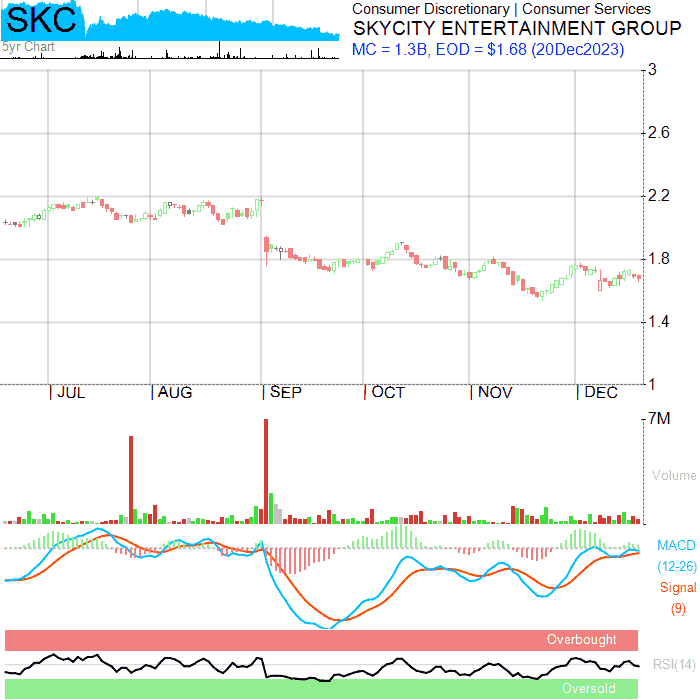 SKC
5yr Chart
Consumer Discretionary | Consumer Services
SKYCITY ENTERTAINMENT GROUP
MC = 1.3B, EOD = $1.68 (20Dec2023)
3
2.6
2.2
1.8
1.4
1
JUL AUG SEP OCT NOV DEC
7M
Volume
MACD
(12-26)
Signal
(9)
Overbought
RSI(14)
Oversold